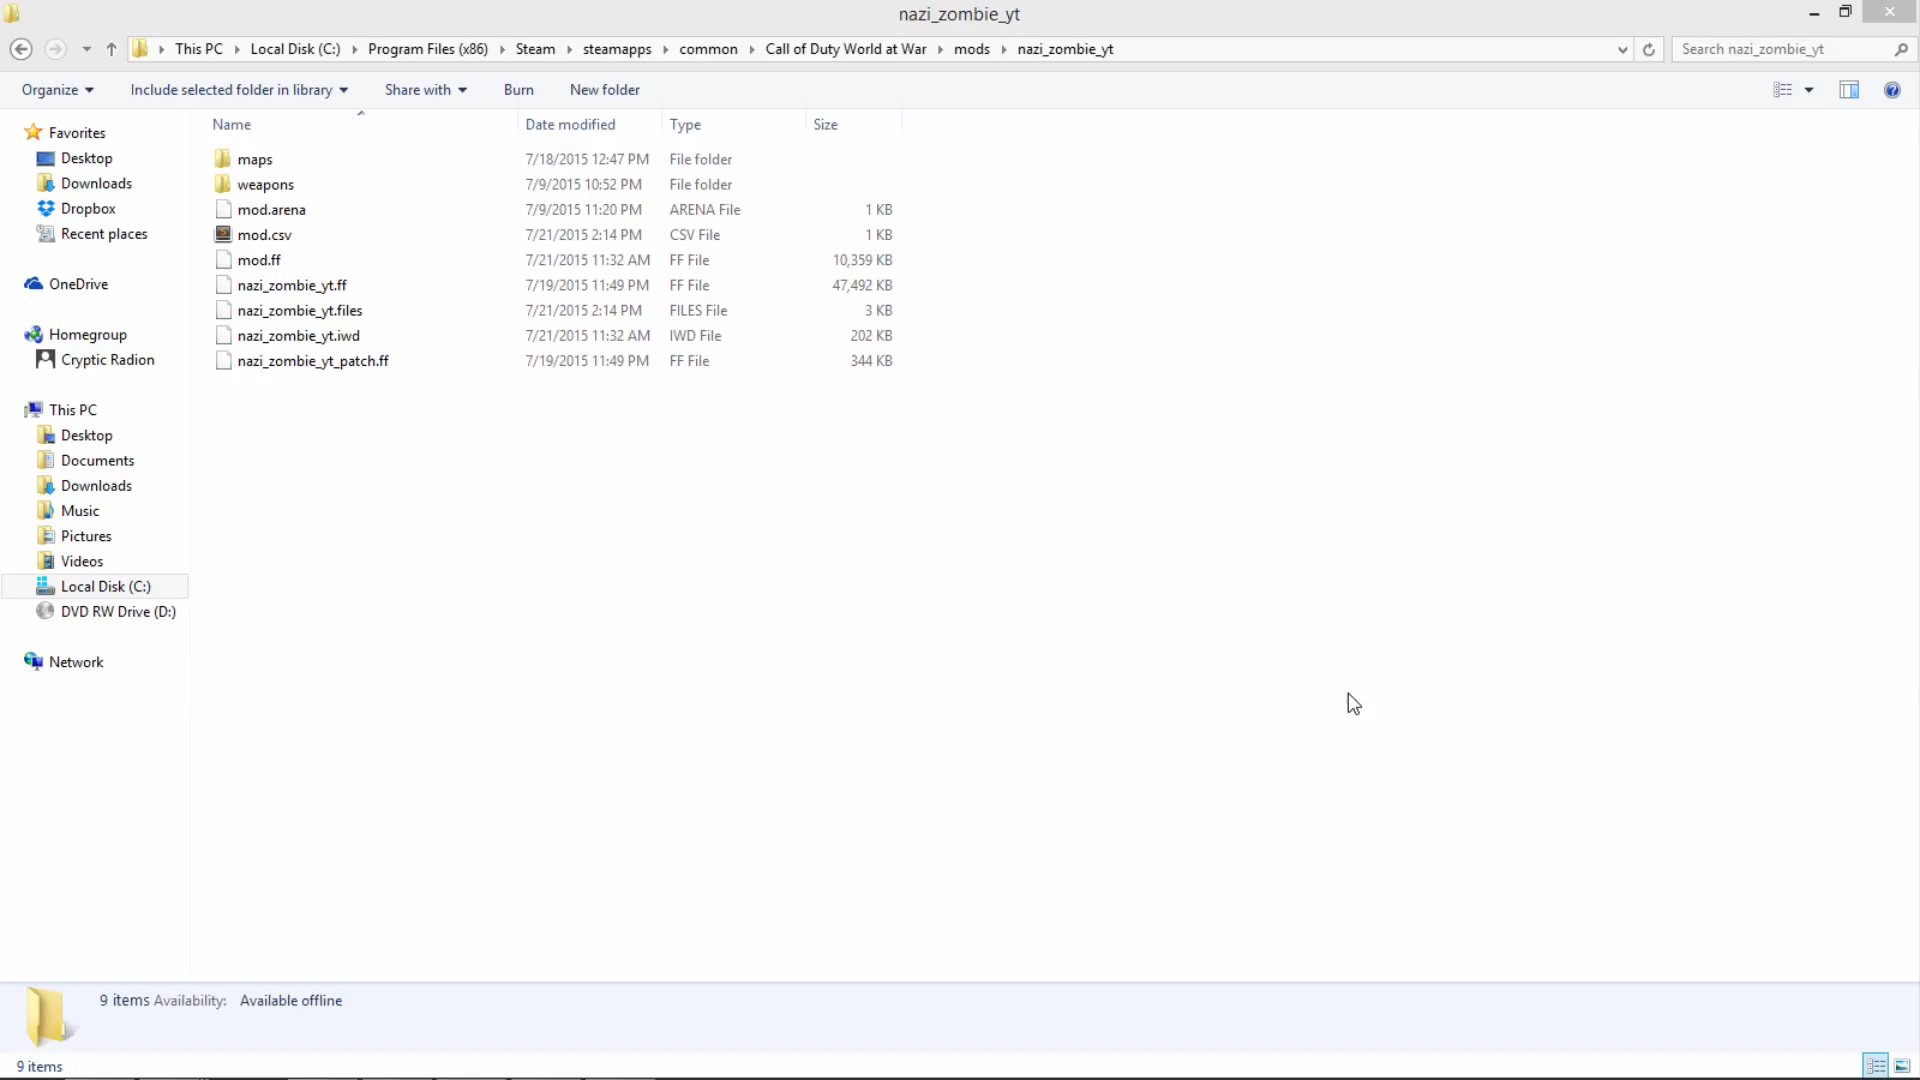 nazi_zombie_yt
This PC Local Disk (C:) Program Files (x86) Steam steamapps common Call of Duty World at War mods nazi_zombie_yt Search nazi_zombie_yt
Organize Include selected folder in library Share with Burn New folder
Name Date modified Type Size
Favorites
Desktop
Downloads
Dropbox
Recent places
OneDrive
Homegroup
Cryptic Radion
This PC
Desktop
Documents
Downloads
Music
Pictures
Videos
Local Disk (C:)
DVD RW Drive (D:)
Network
maps 7/18/2015 12:47 PM File folder
weapons 7/9/2015 10:52 PM File folder
mod.arena 7/9/2015 11:20 PM ARENA File 1 KB
mod.csv 7/21/2015 2:14 PM CSV File 1 KB
mod.ff 7/21/2015 11:32 AM FF File 10,359 KB
nazi_zombie_yt.ff 7/19/2015 11:49 PM FF File 47,492 KB
nazi_zombie_yt.files 7/21/2015 2:14 PM FILES File 3 KB
nazi_zombie_yt.iwd 7/21/2015 11:32 AM IWD File 202 KB
nazi_zombie_yt_patch.ff 7/19/2015 11:49 PM FF File 344 KB
9 items Availability: Available offline
9 items